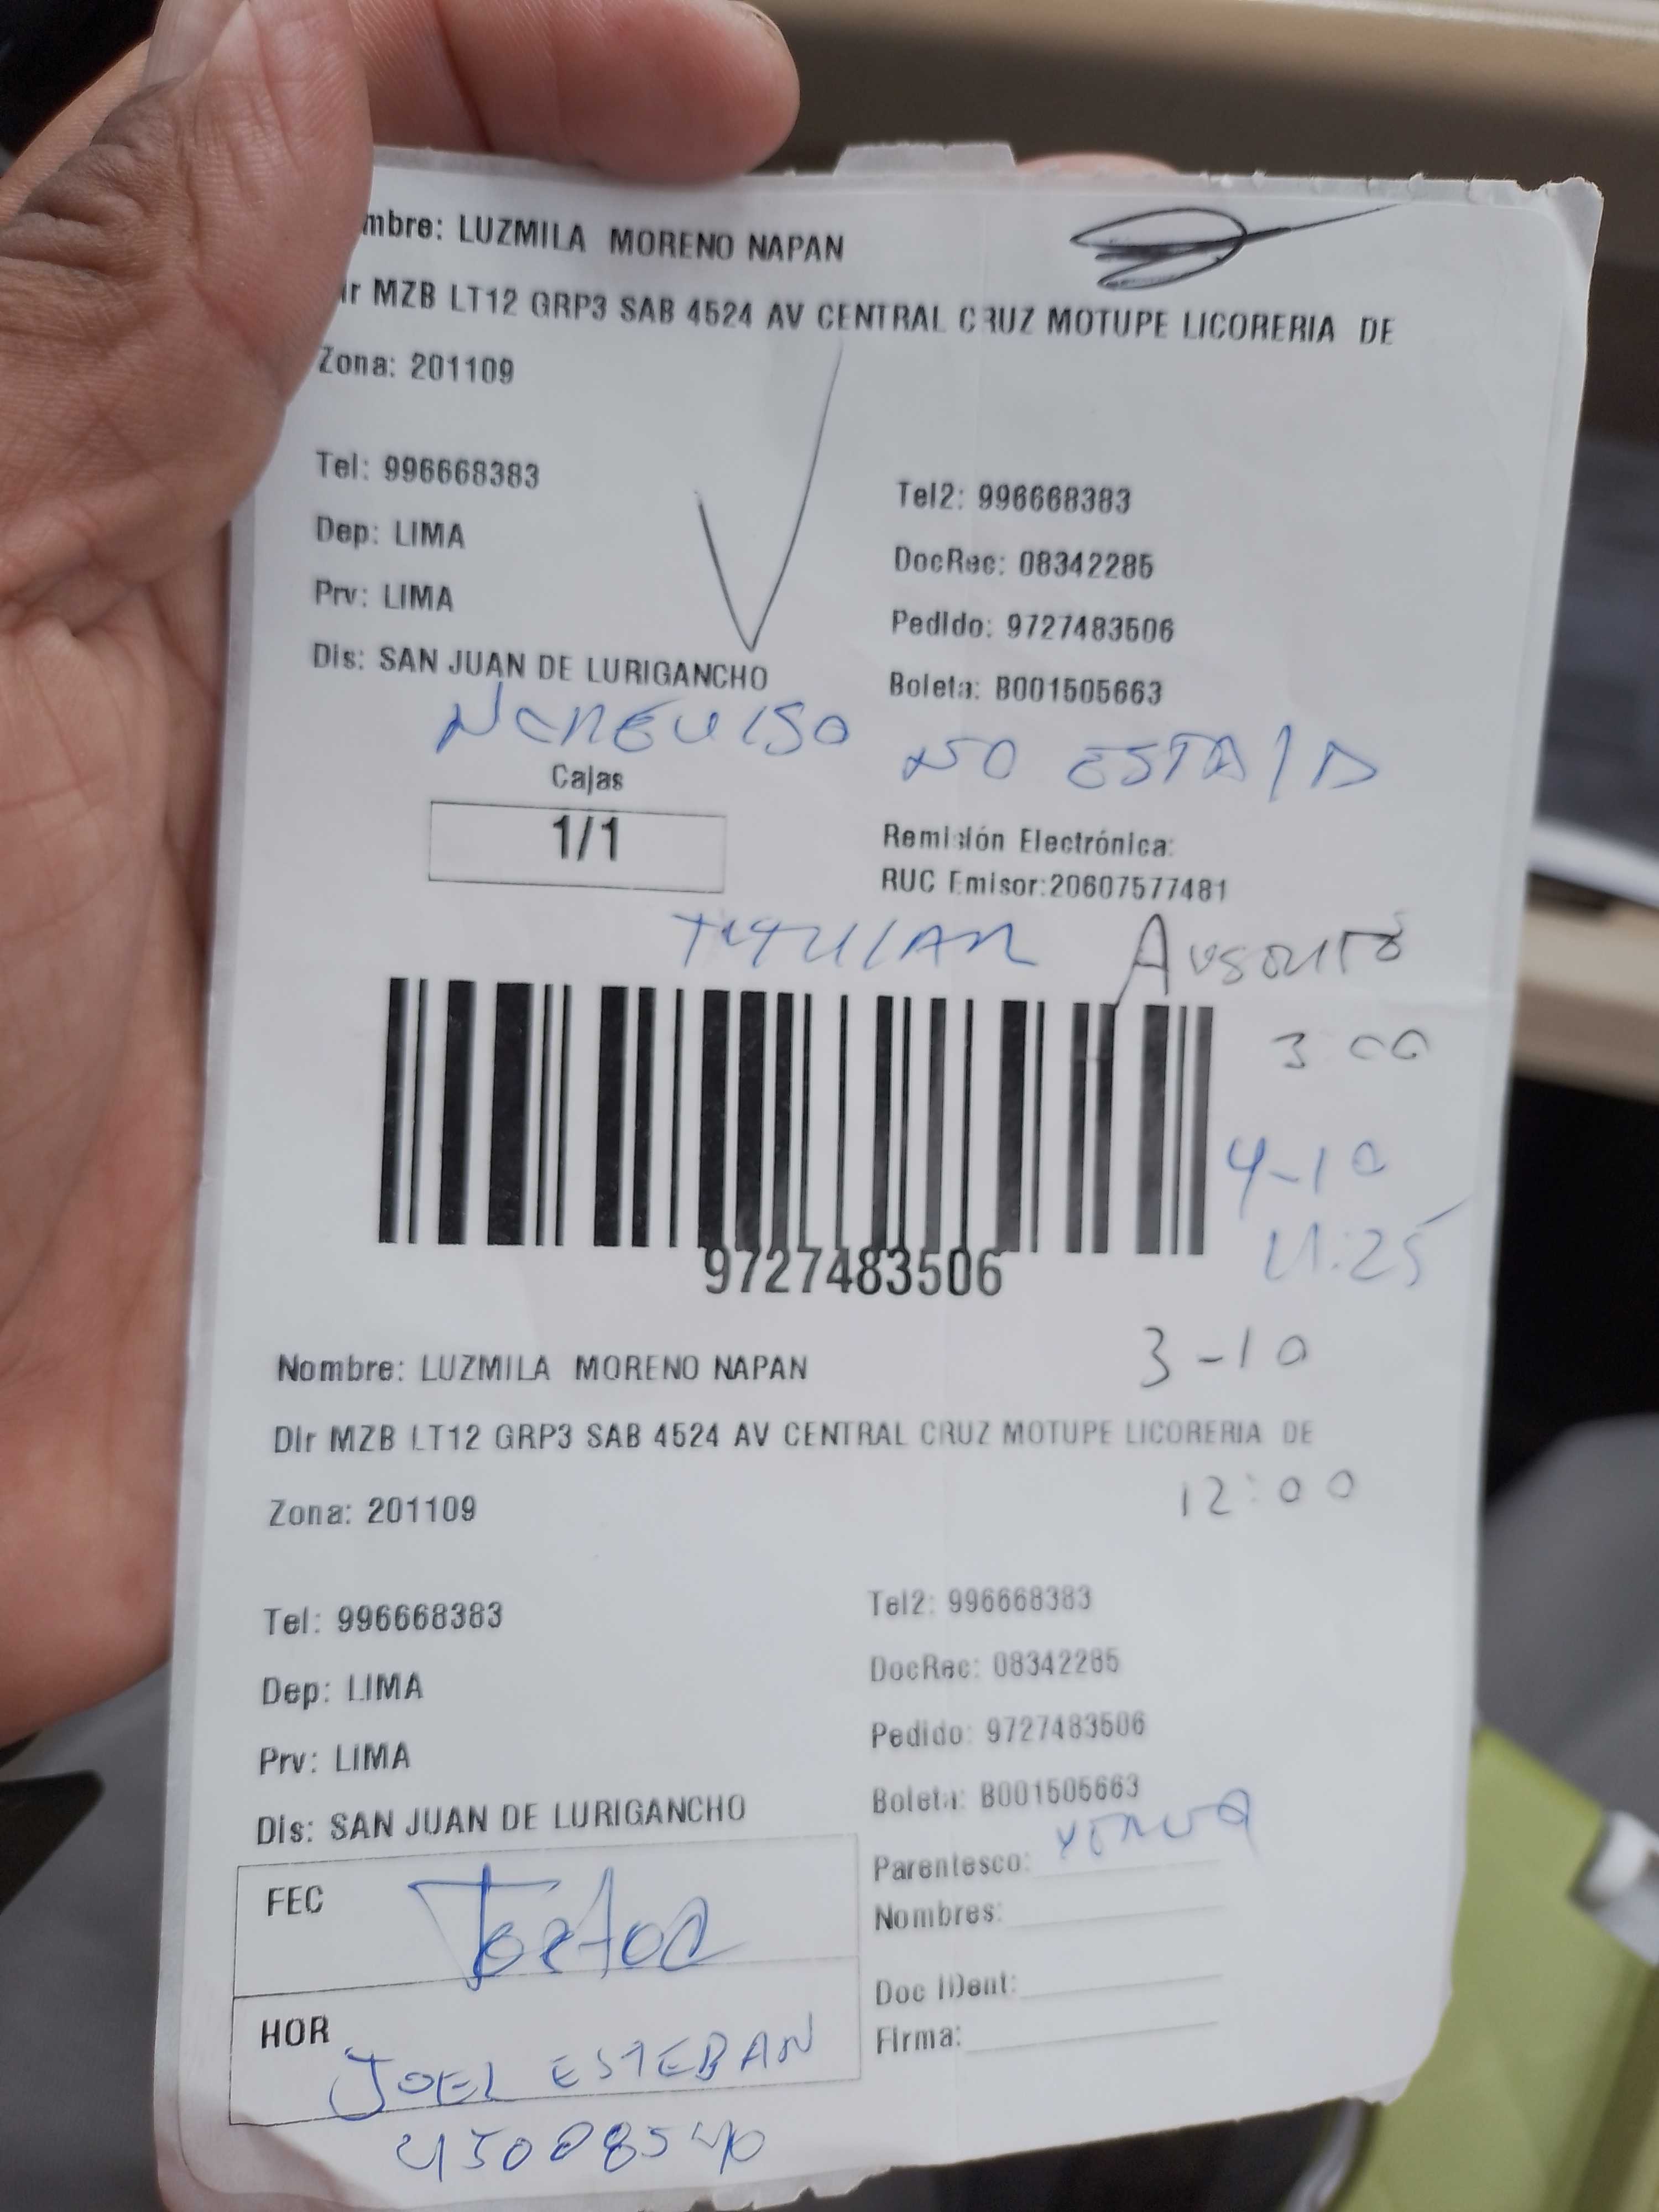 mbre: LUZMILA MORENO NAPAN
Ir MZB LT12 GRP3 SAB 4524 AV CENTRAL CRUZ MOTUPE LICORERIA DE
Zona: 201109
Tel: 996668383
Tel2: 996668383
Dep: LIMA
DocRec: 08342285
Prv: LIMA
Pedido: 9727483506
Dis: SAN JUAN DE LURIGANCHO
Boleta: B001505663
NO ESTA
Cajas
1/1
Remisión Electrónica:
RUC Emisor:20607577481
TITULAR
3:00
4-10
11:25
9727483506
3-10
Nombre: LUZMILA MORENO NAPAN
Dir MZB LT12 GRP3 SAB 4524 AV CENTRAL CRUZ MOTUPE LICORERIA DE
12:00
Zona: 201109
Tel: 996668383
Tel2: 996668383
Dep: LIMA
DocRec: 08342285
Prv: LIMA
Pedido: 9727483506
Dis: SAN JUAN DE LURIGANCHO
Boleta: B001505663
FEC
Parentesco:
Nombres:
HOR
Doc IDent:
Firma:
JOEL ESTEBAN